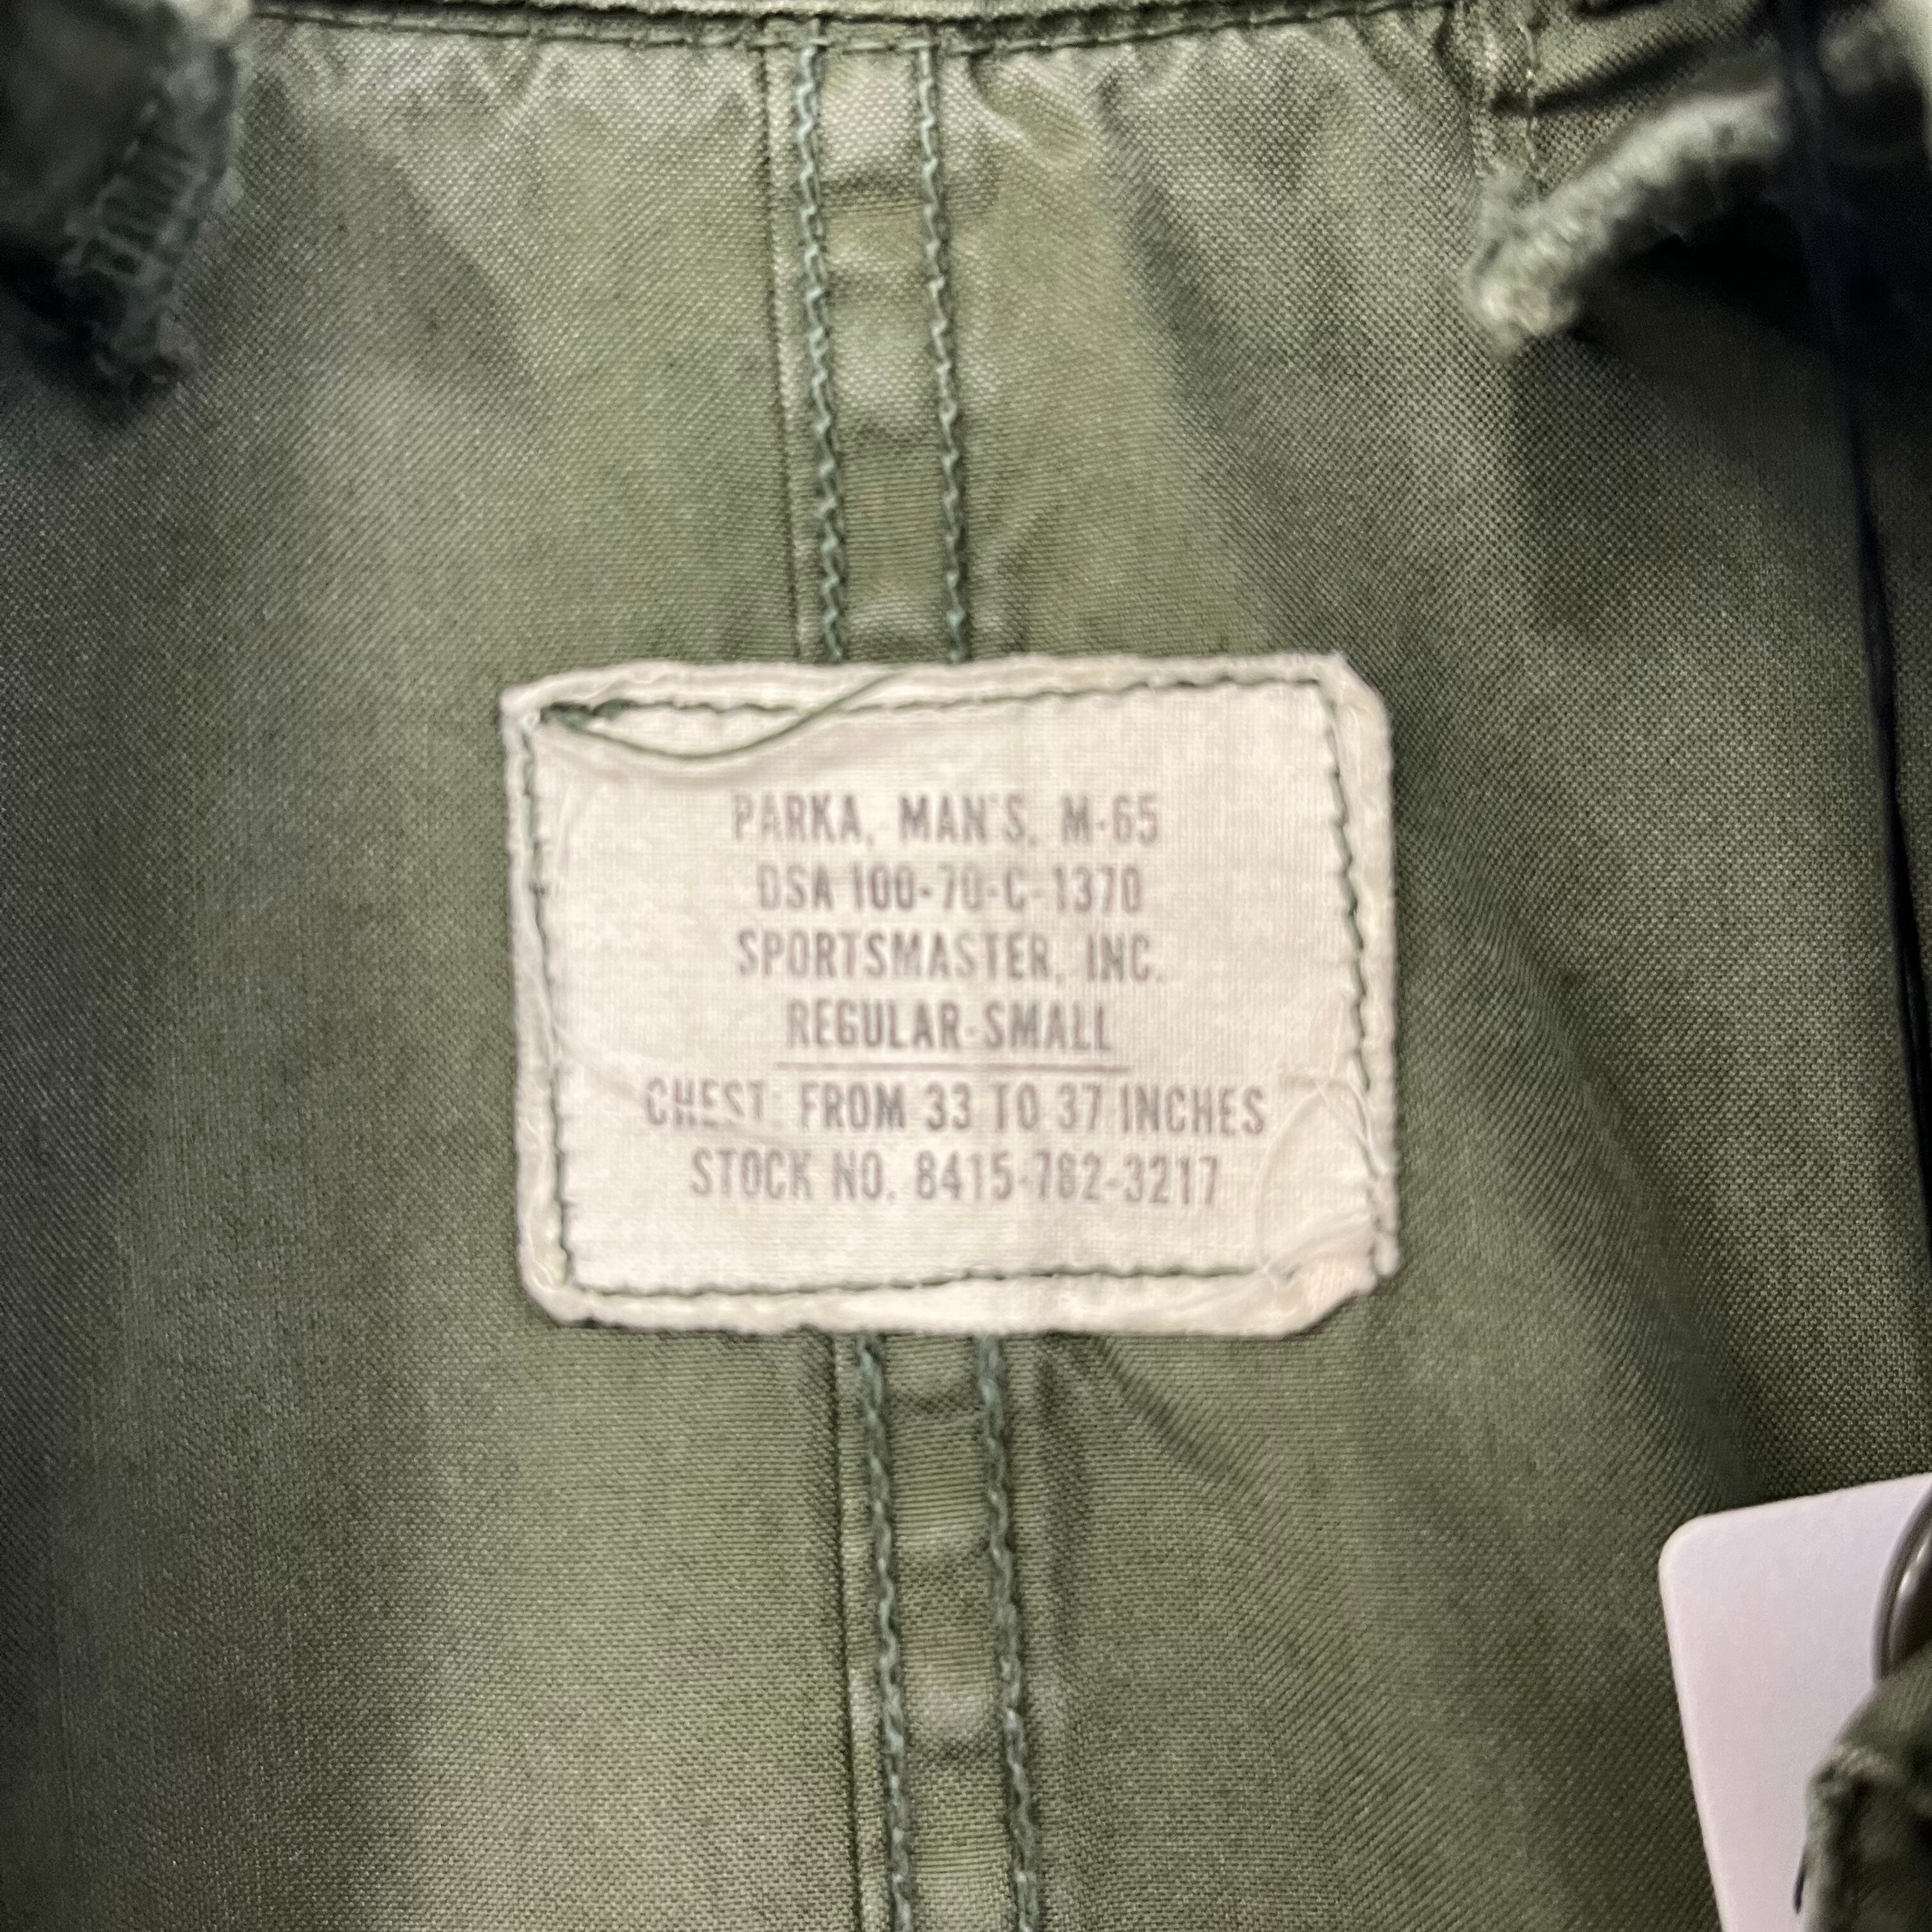 PARKA, MAN'S, M-65
DSA 100-70-C-1370
SPORTSMASTER, INC.
REGULAR-SMALL
CHEST: FROM 33 TO 37 INCHES
STOCK NO. 8415-782-3217